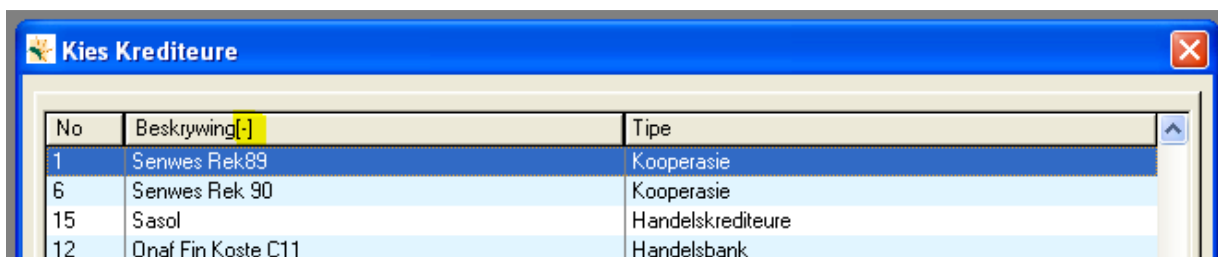 Kies Krediteure
No Beskrywing[-] Tipe
1 Senwes Rek89 Kooperasie
6 Senwes Rek 90 Kooperasie
15 Sasol Handelskrediteure
12 Onaf Fin Koste C11 Handelsbank